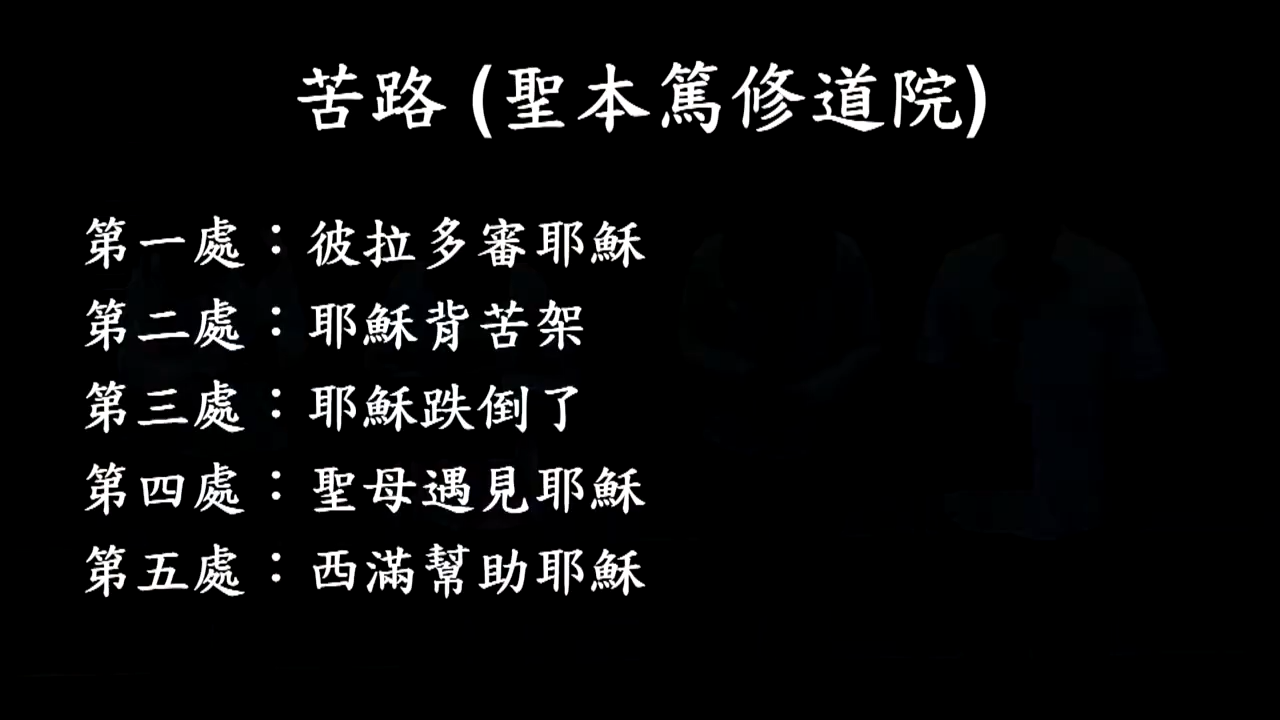 苦路 (聖本篤修道院)
第一處：彼拉多審耶穌
第二處：耶穌背苦架
第三處：耶穌跌倒了
第四處：聖母遇見耶穌
第五處：西滿幫助耶穌